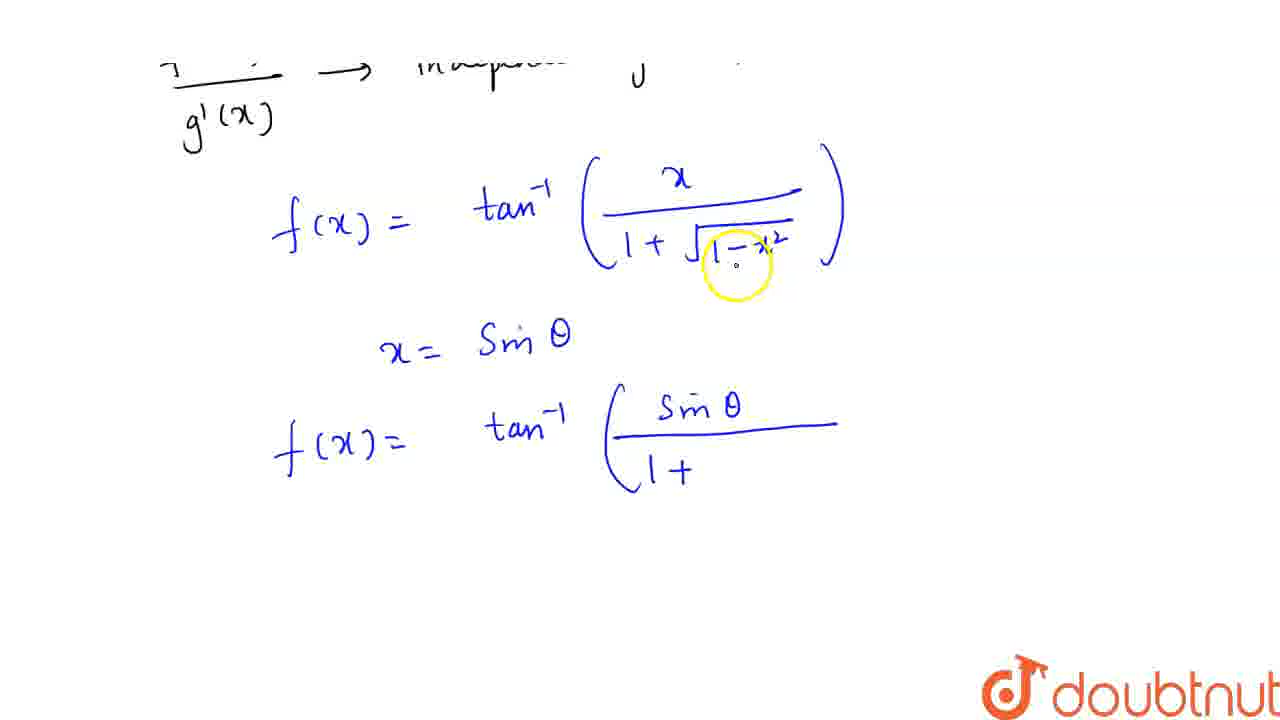 g'(x) →
f(x) = tan⁻¹ ( x / 1 + √1 − x² )
x = Sin θ
f(x) = tan⁻¹ ( Sin θ / 1 +
doubtnut